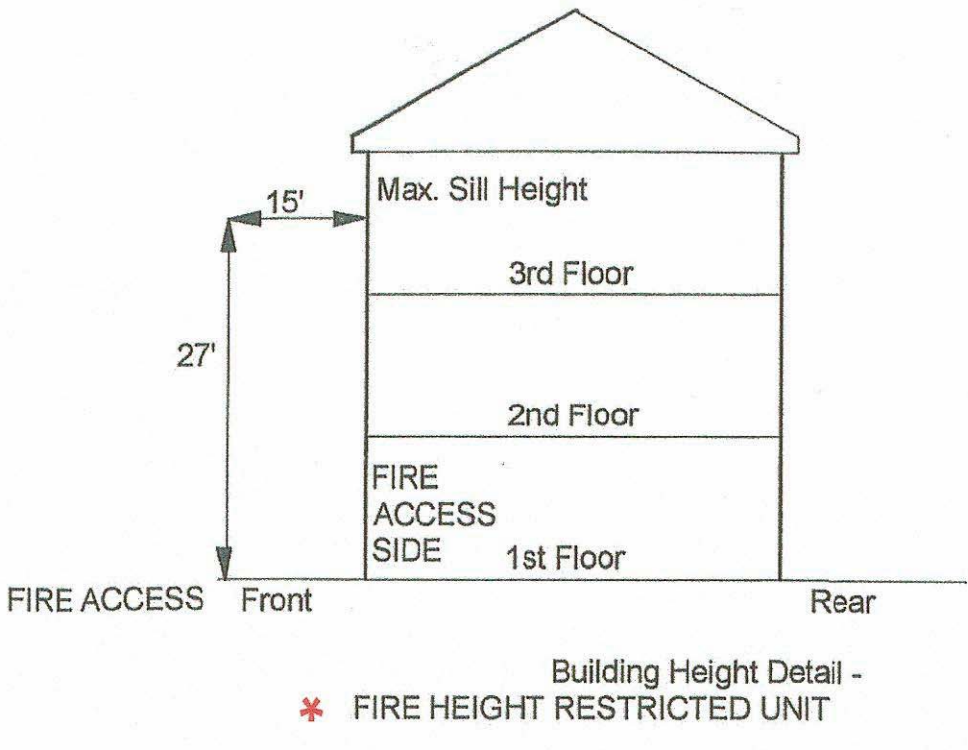 Max. Sill Height
15'
3rd Floor
27'
2nd Floor
FIRE
ACCESS
SIDE
1st Floor
FIRE ACCESS Front
Rear
Building Height Detail -
* FIRE HEIGHT RESTRICTED UNIT